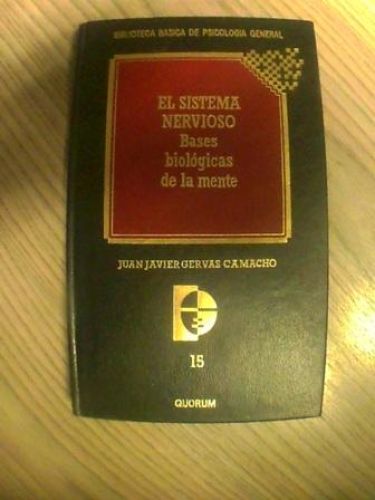 BIBLIOTECA BASICA DE PSICOLOGIA GENERAL
EL SISTEMA
NERVIOSO
Bases
biológicas
de la mente
JUAN JAVIER GERVAS CAMACHO
15
QUORUM